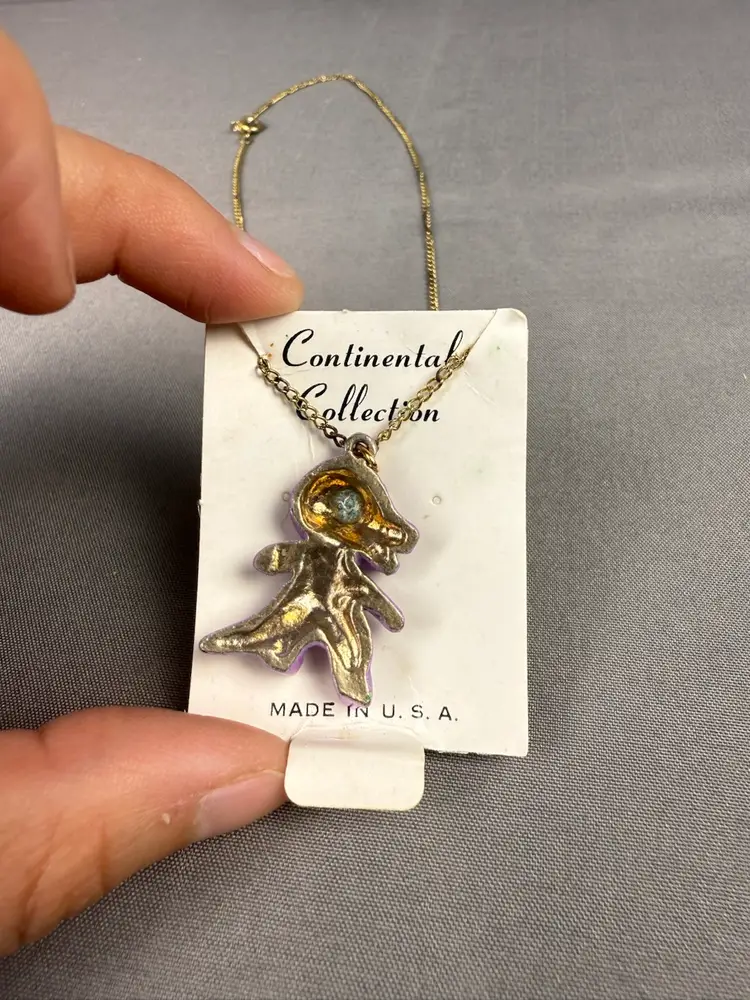 Continental
Collection
MADE IN U. S. A.